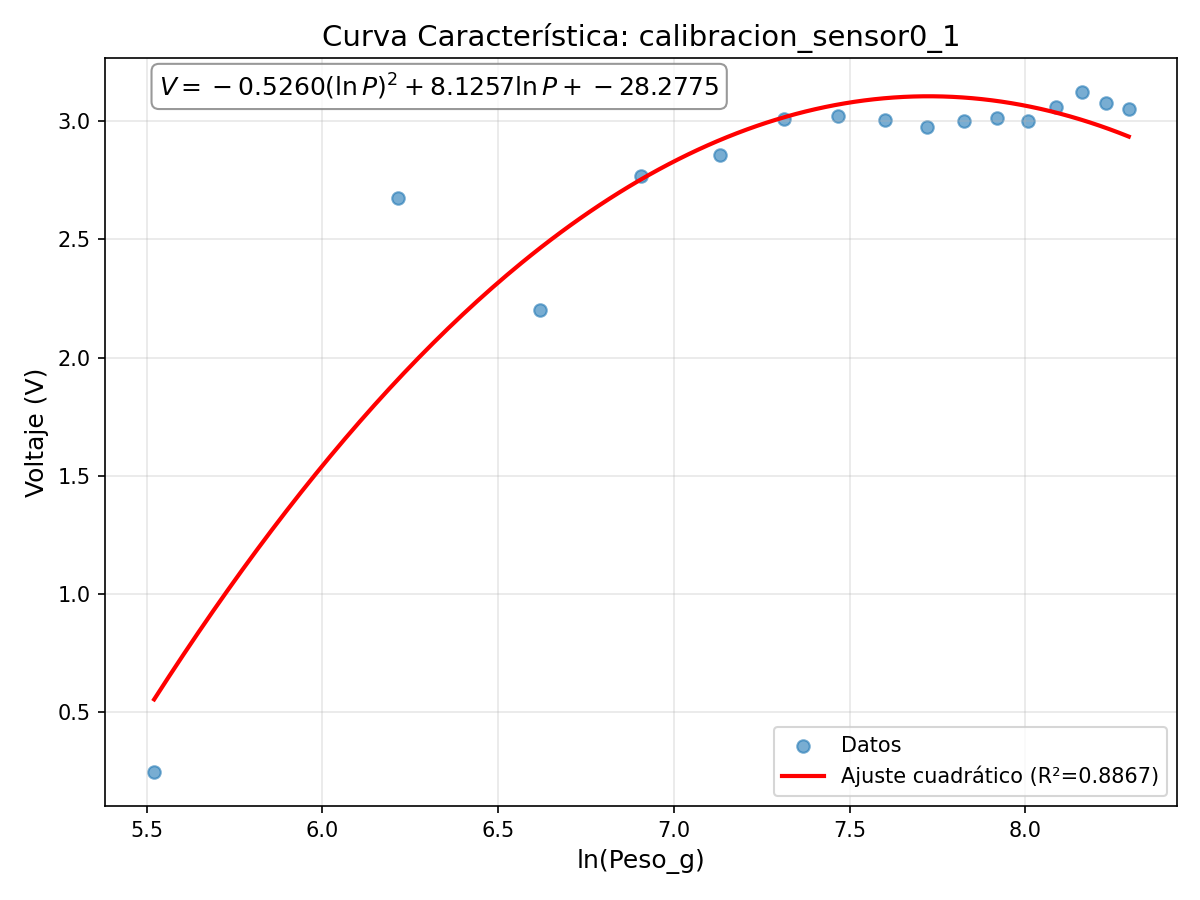 Curva Característica: calibracion_sensor0_1
V = −0.5260(ln P)² + 8.1257ln P + −28.2775
3.0
2.5
2.0
1.5
1.0
0.5
Voltaje (V)
Datos
Ajuste cuadrático (R²=0.8867)
5.5 6.0 6.5 7.0 7.5 8.0
ln(Peso_g)